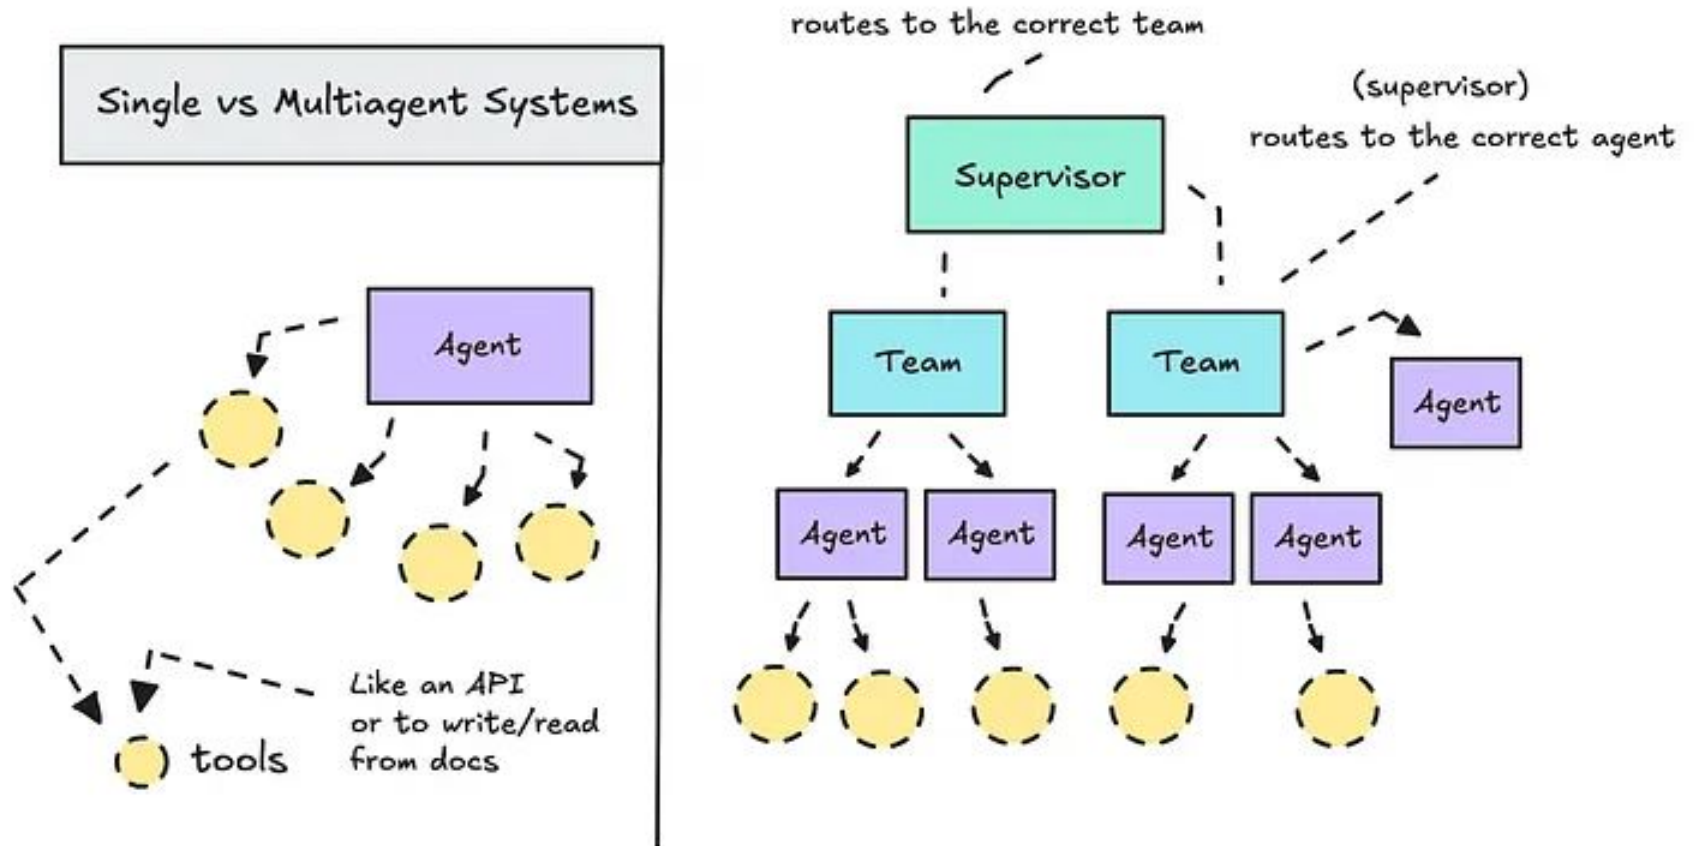 Single vs Multiagent Systems
Agent
Like an API
or to write/read
from docs
tools
routes to the correct team
(supervisor)
routes to the correct agent
Supervisor
Team
Team
Agent
Agent
Agent
Agent
Agent